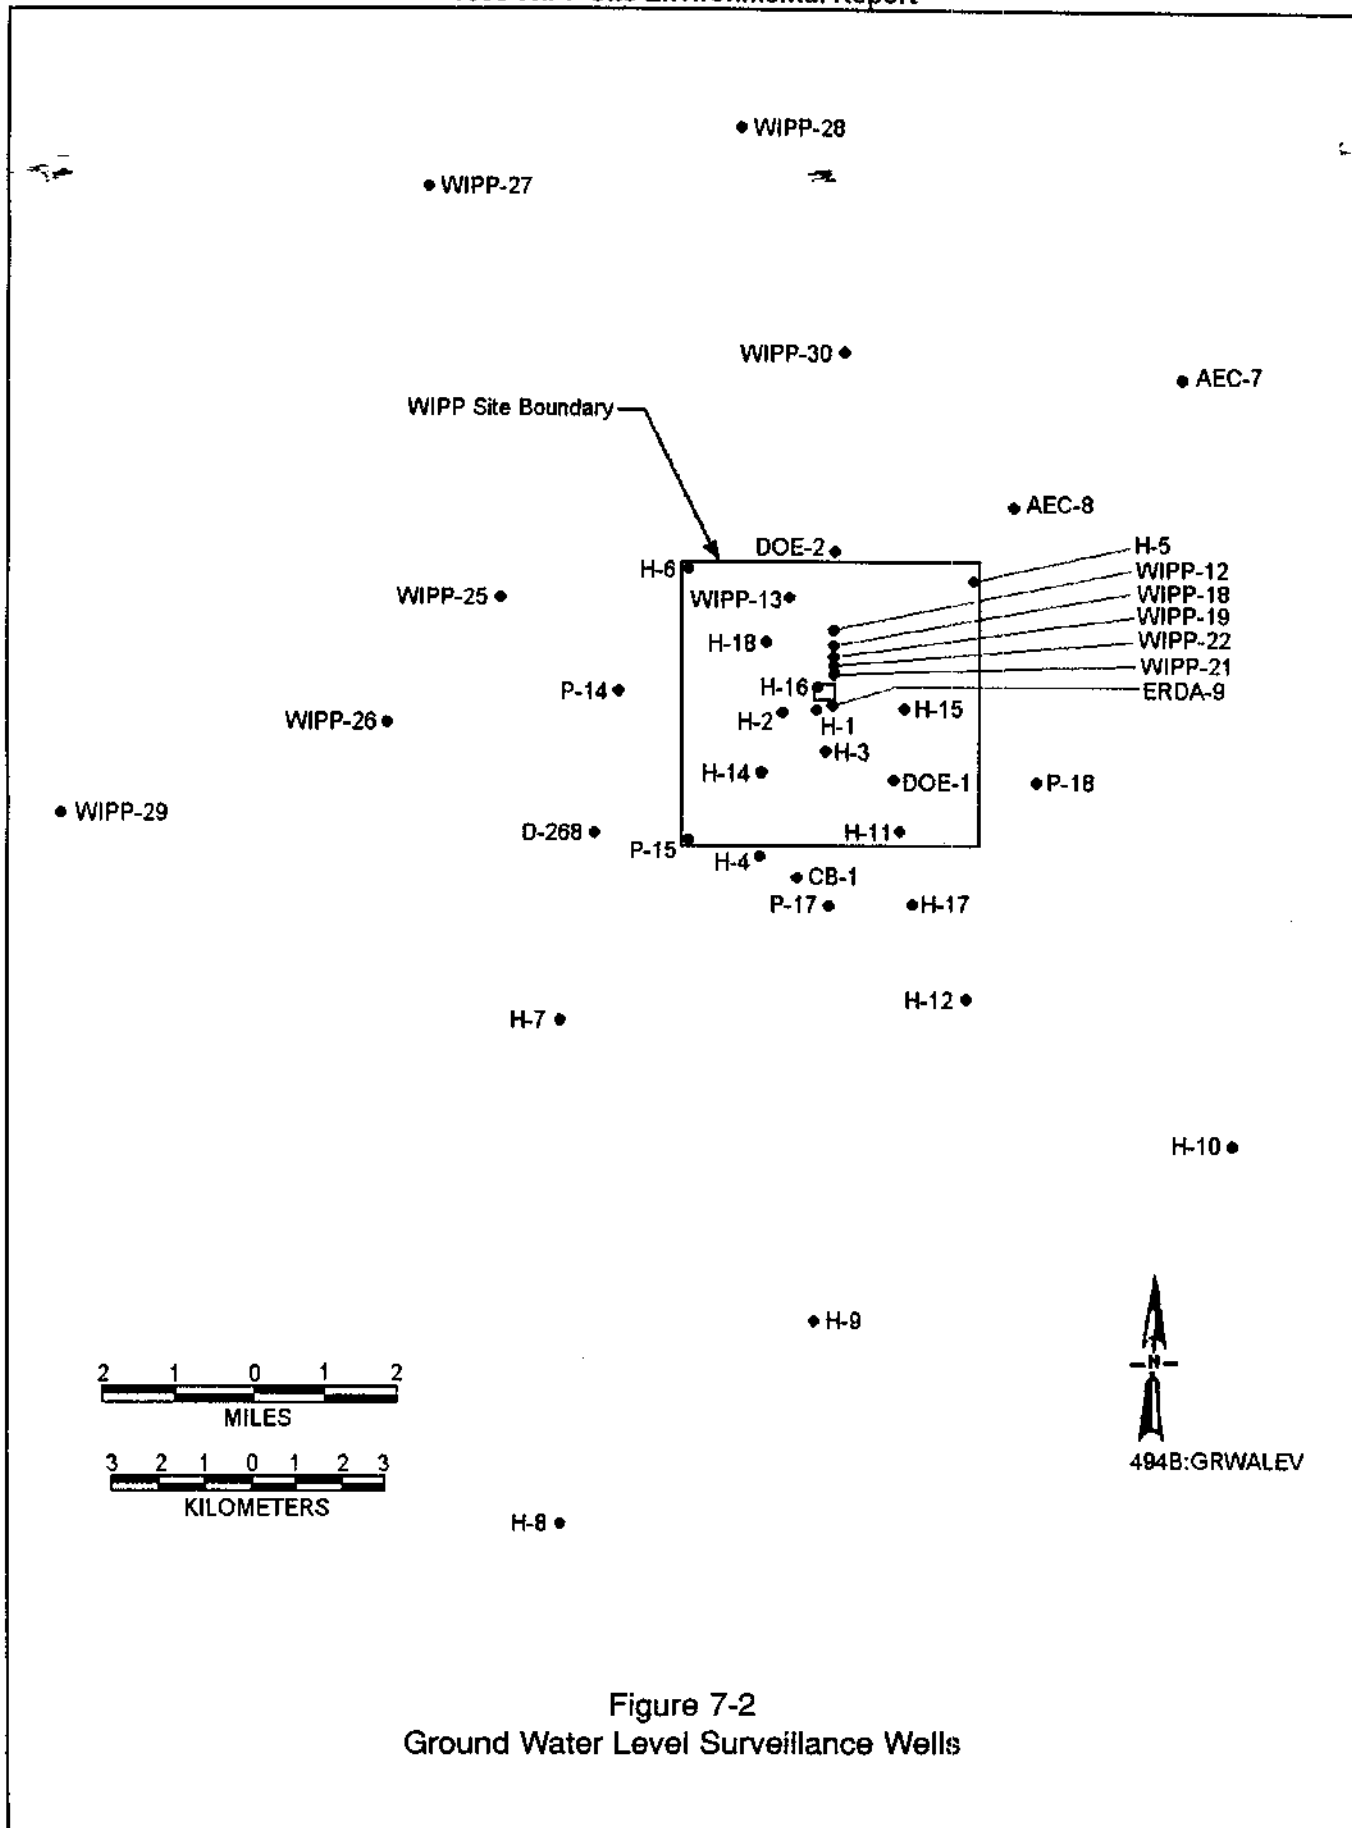 Site Environmental Report
WIPP-28
WIPP-27
WIPP-30
AEC-7
WIPP Site Boundary
AEC-8
DOE-2
H-5
H-6
WIPP-12
WIPP-25
WIPP-13
WIPP-18
WIPP-19
H-18
WIPP-22
WIPP-21
P-14
H-16
ERDA-9
WIPP-26
H-2
H-1
H-15
H-3
H-14
DOE-1
P-18
WIPP-29
D-268
P-15
H-11
H-4
CB-1
P-17
H-17
H-12
H-7
H-10
H-9
2 1 0 1 2
MILES
N
3 2 1 0 1 2 3
KILOMETERS
494B:GRWALEV
H-8
Figure 7-2
Ground Water Level Surveillance Wells